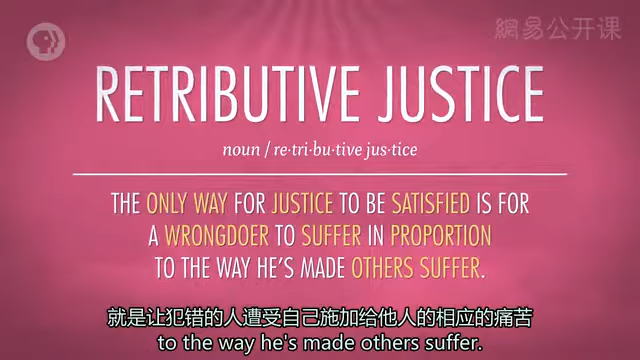 網易公开课
RETRIBUTIVE JUSTICE
noun / re·tri·bu·tive jus·tice
THE ONLY WAY FOR JUSTICE TO BE SATISFIED IS FOR
A WRONGDOER TO SUFFER IN PROPORTION
TO THE WAY HE'S MADE OTHERS SUFFER.
就是让犯错的人遭受自己施加给他人的相应的痛苦
to the way he's made others suffer.